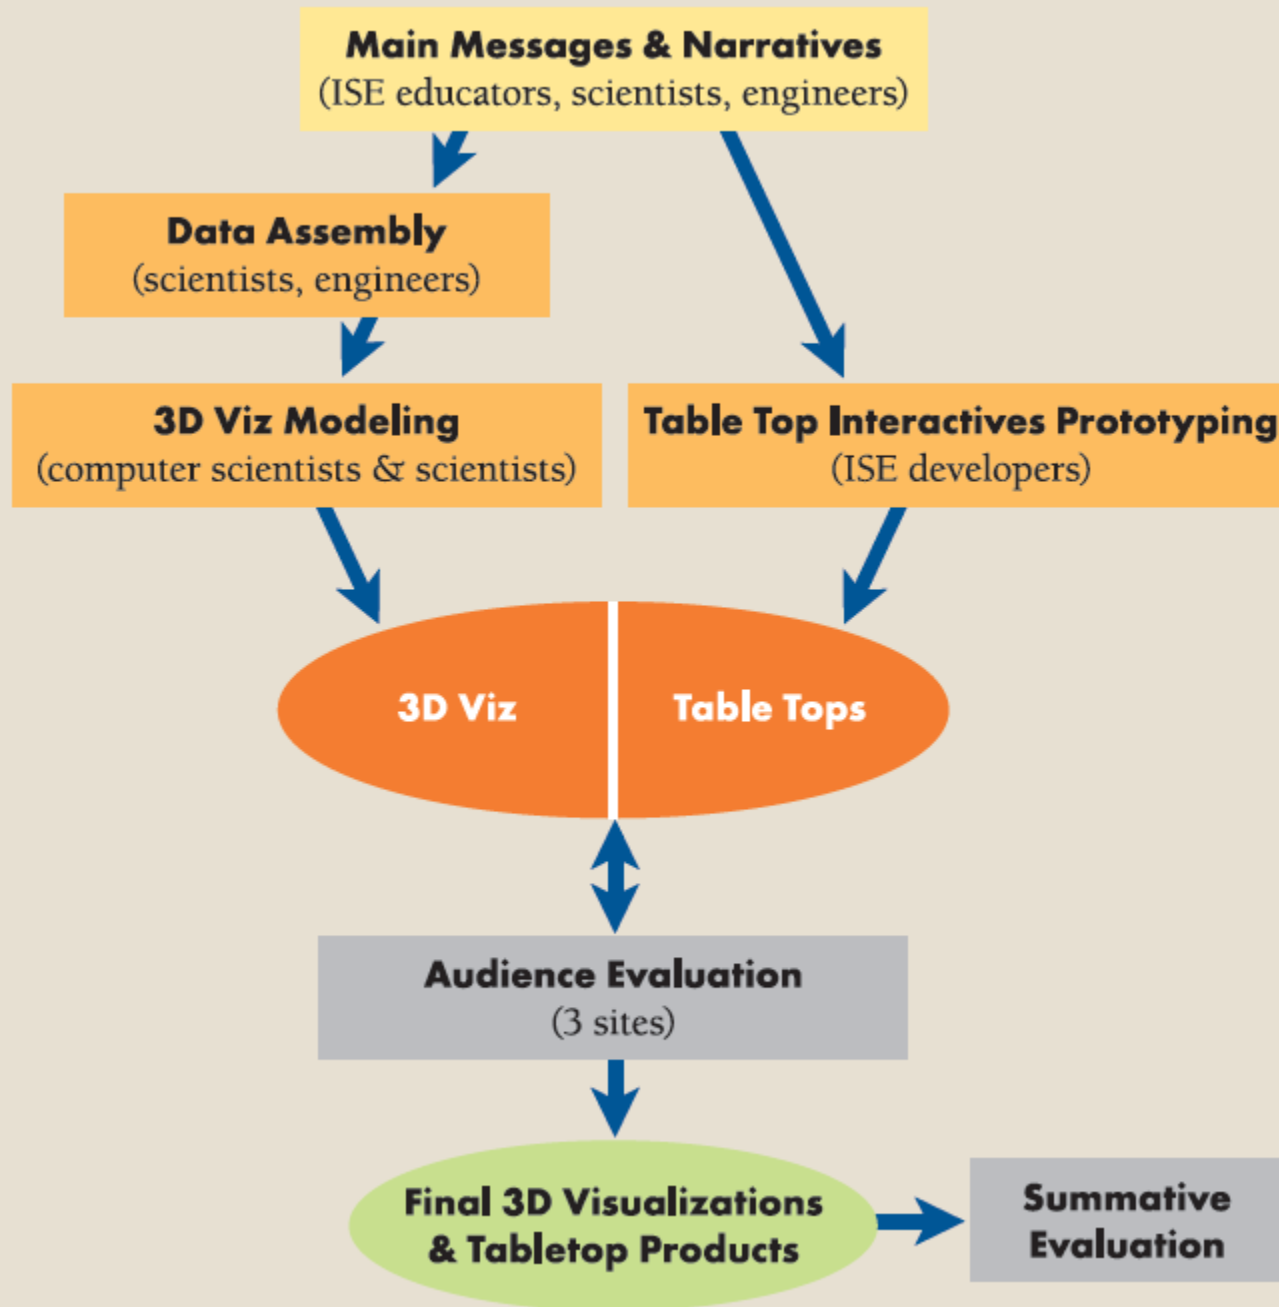 Main Messages & Narratives
(ISE educators, scientists, engineers)
Data Assembly
(scientists, engineers)
3D Viz Modeling
(computer scientists & scientists)
Table Top Interactives Prototyping
(ISE developers)
3D Viz
Table Tops
Audience Evaluation
(3 sites)
Final 3D Visualizations
& Tabletop Products
Summative
Evaluation